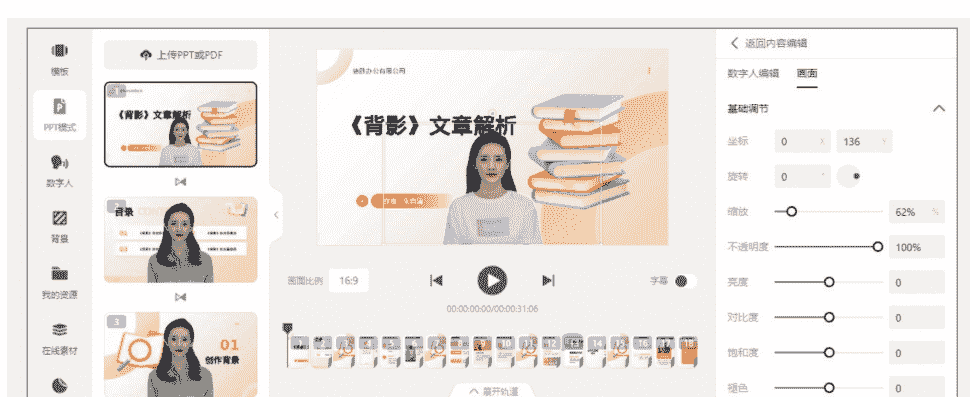 模板
PPT模式
数字人
背景
我的资源
在线素材
上传PPT或PDF
1
《背影》文章解析
2
目录
3
01
创作背景
《背影》文章解析
画面比例
16:9
字幕
00:00:00:00/00:00:31:06
展开轨道
返回内容编辑
数字人编辑
画面
基础调节
坐标
0
X
136
Y
旋转
0
°
缩放
62%
%
不透明度
100%
亮度
0
对比度
0
饱和度
0
褪色
0